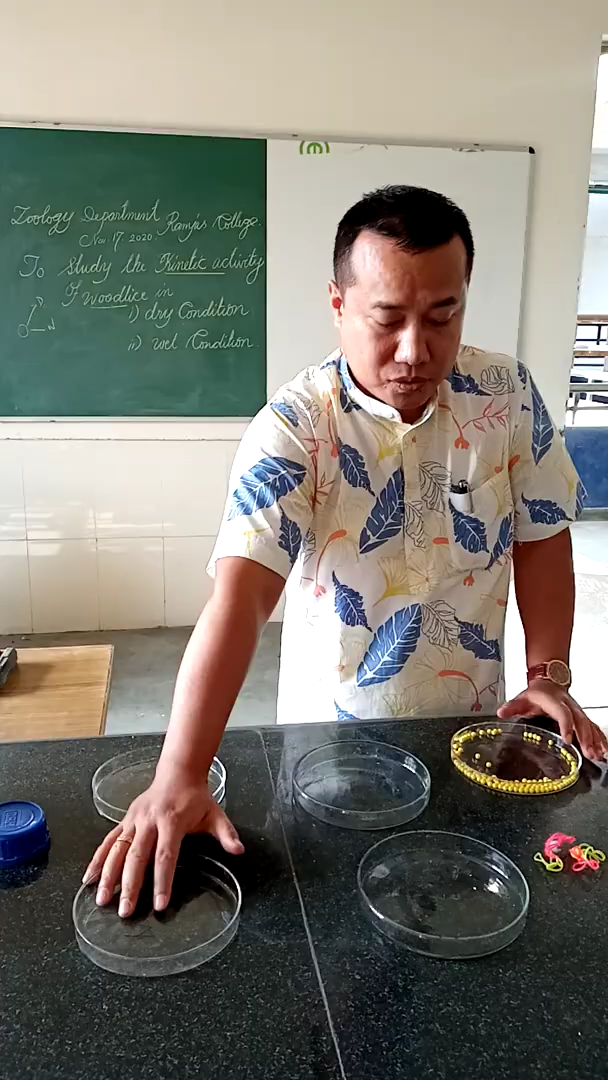 Zoology Department Ramjas College.
Nov. 17. 2020.
To Study the Kinetic activity
of Woodlice in
i) dry Condition
ii) wet Condition.